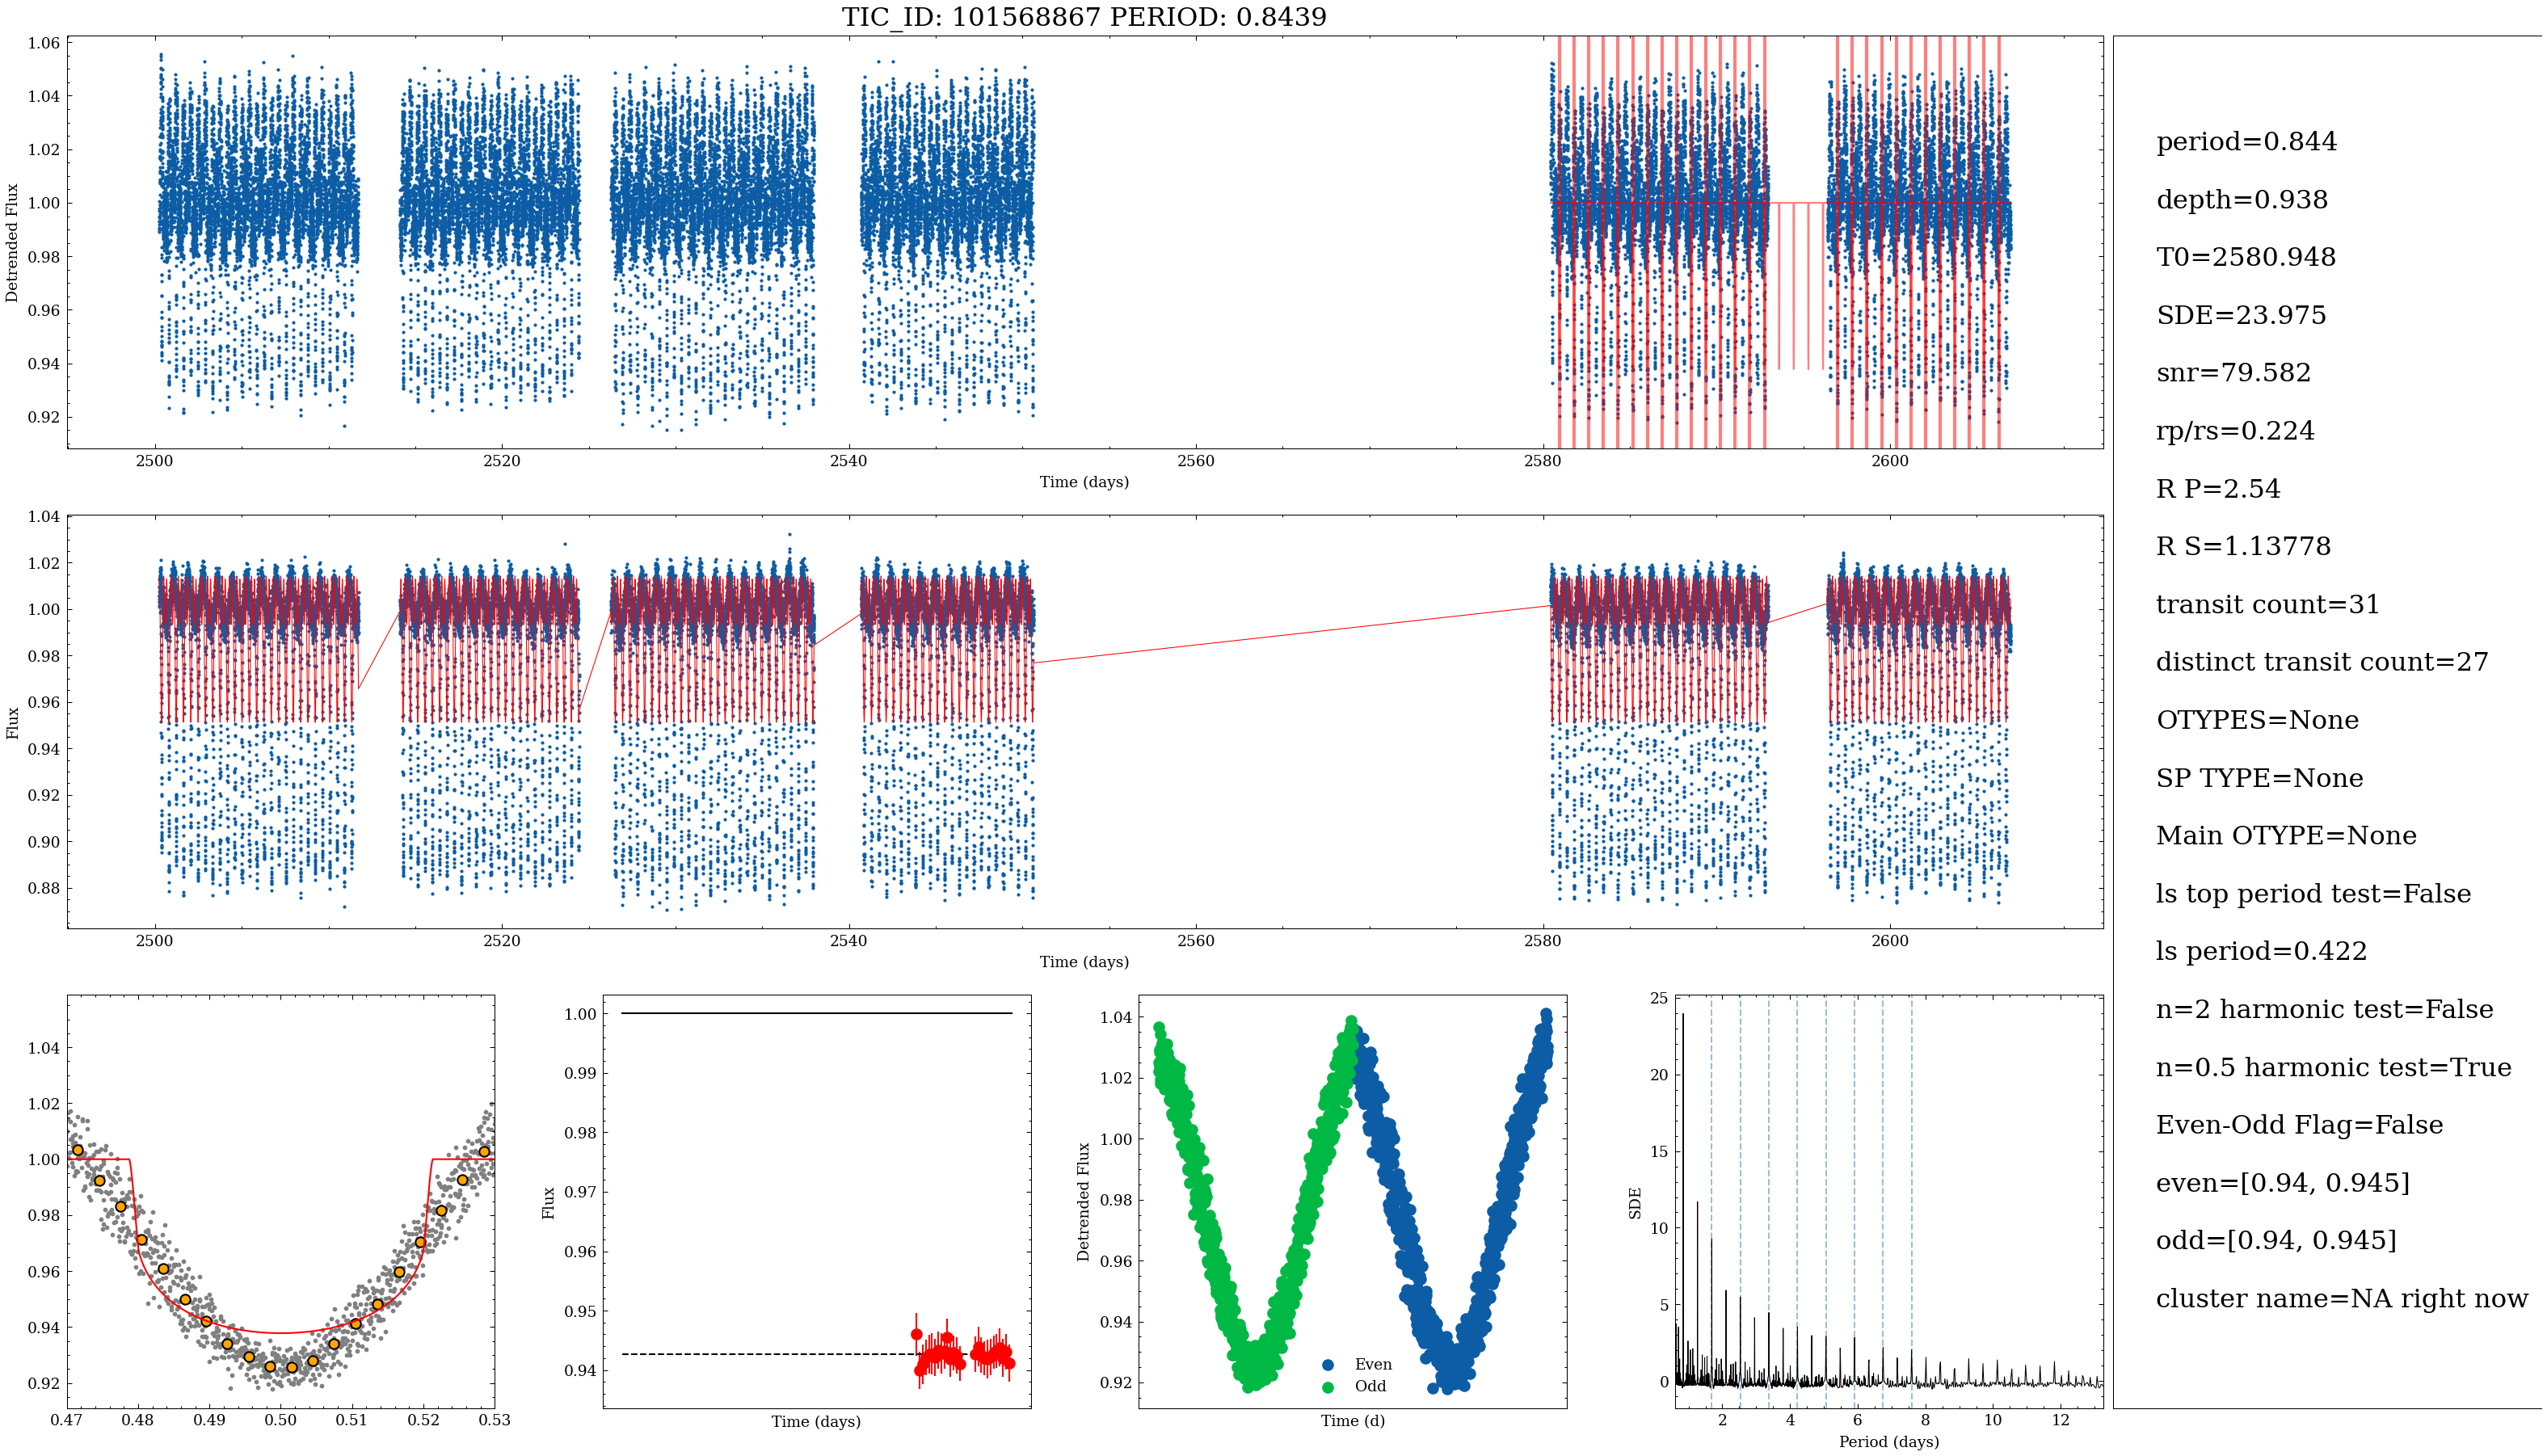 TIC_ID: 101568867 PERIOD: 0.8439
1.06
1.04
1.02
1.00
0.98
0.96
0.94
0.92
Detrended Flux
2500
2520
2540
2560
2580
2600
Time (days)
1.04
1.02
1.00
0.98
0.96
0.94
0.92
0.90
0.88
Flux
2500
2520
2540
2560
2580
2600
Time (days)
1.04
1.02
1.00
0.98
0.96
0.94
0.92
0.47
0.48
0.49
0.50
0.51
0.52
0.53
1.00
0.99
0.98
0.97
0.96
0.95
0.94
Flux
Time (days)
1.04
1.02
1.00
0.98
0.96
0.94
0.92
Detrended Flux
Even
Odd
Time (d)
25
20
15
10
5
0
SDE
2
4
6
8
10
12
Period (days)
period=0.844
depth=0.938
T0=2580.948
SDE=23.975
snr=79.582
rp/rs=0.224
R P=2.54
R S=1.13778
transit count=31
distinct transit count=27
OTYPES=None
SP TYPE=None
Main OTYPE=None
ls top period test=False
ls period=0.422
n=2 harmonic test=False
n=0.5 harmonic test=True
Even-Odd Flag=False
even=[0.94, 0.945]
odd=[0.94, 0.945]
cluster name=NA right now